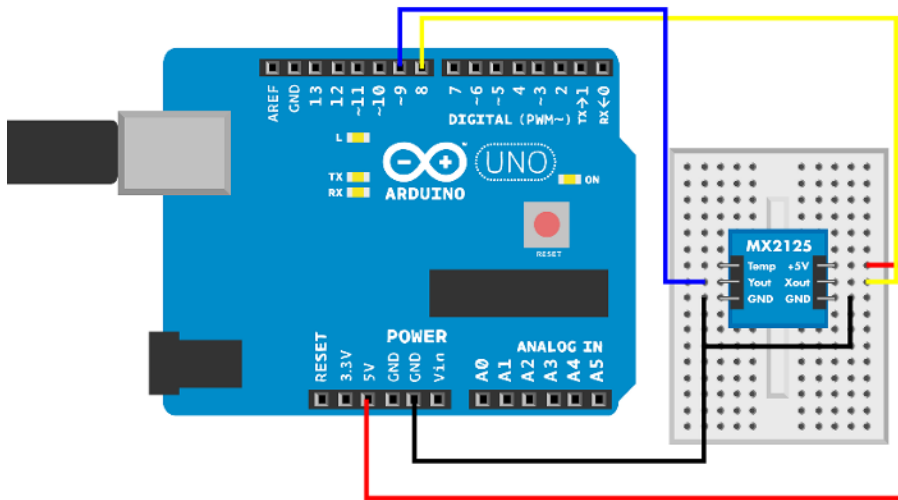 AREF
GND
13
12
~11
~10
~9
8
7
~6
~5
4
~3
2
TX→1
RX←0
DIGITAL (PWM~)
L
TX
RX
ARDUINO
UNO
ON
RESET
MX2125
Temp +5V
Yout Xout
GND GND
POWER
ANALOG IN
RESET
3.3V
5V
GND
GND
Vin
A0
A1
A2
A3
A4
A5